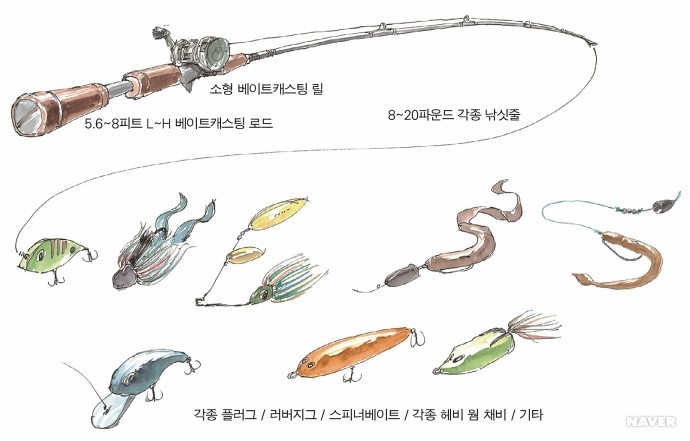 소형 베이트캐스팅 릴
5.6~8피트 L~H 베이트캐스팅 로드
8~20파운드 각종 낚싯줄
각종 플러그 / 러버지그 / 스피너베이트 / 각종 헤비 웜 채비 / 기타
NAVER